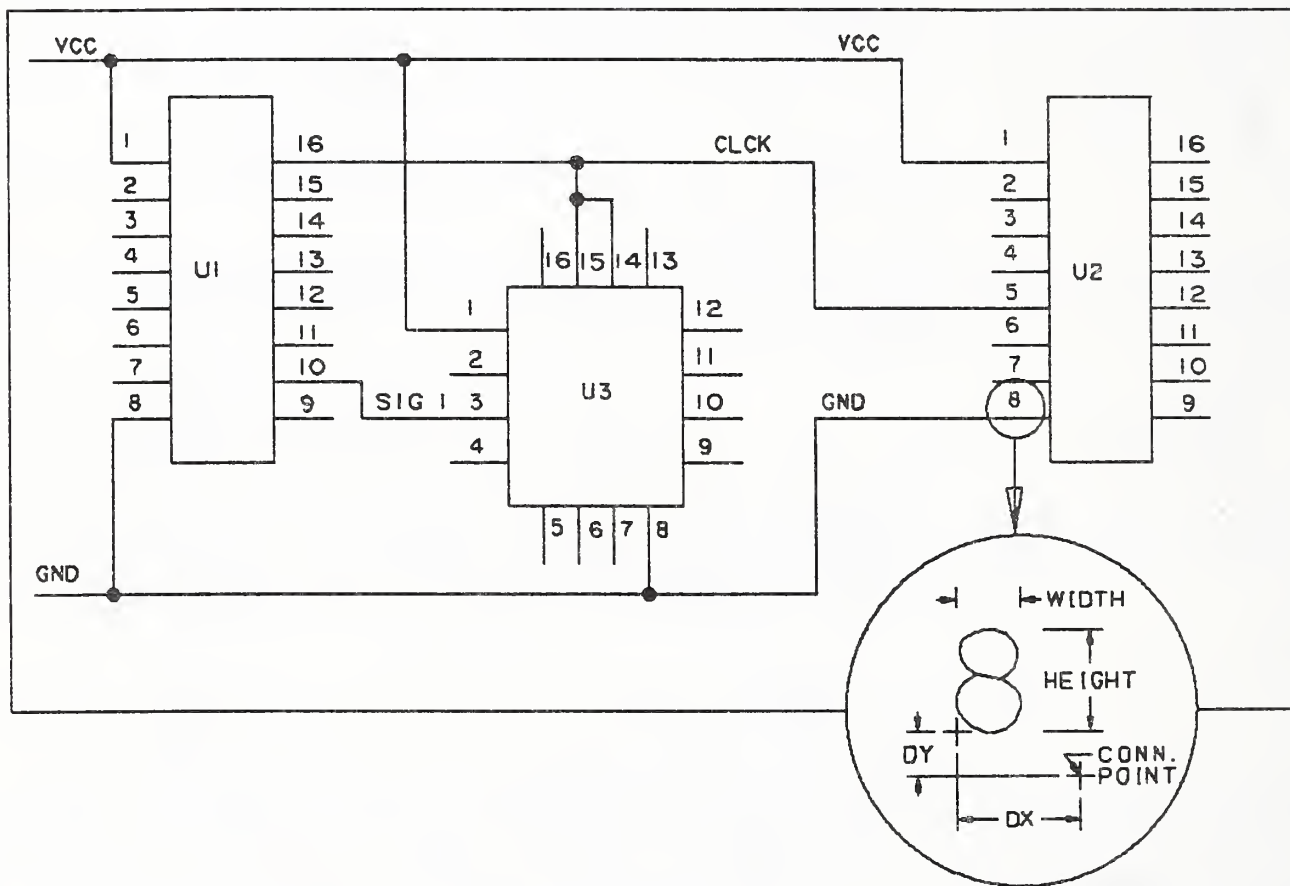 VCC VCC
1 16 CLCK 1 16
2 15 2 15
3 14 3 14
4 U1 13 16 15 14 13 4 U2 13
5 12 1 12 5 12
6 11 2 11 6 11
7 10 U3 7 10
8 9 SIG 1 3 10 GND 8 9
4 9
5 6 7 8
GND
WIDTH
HEIGHT
8
DY CONN.
POINT
DX